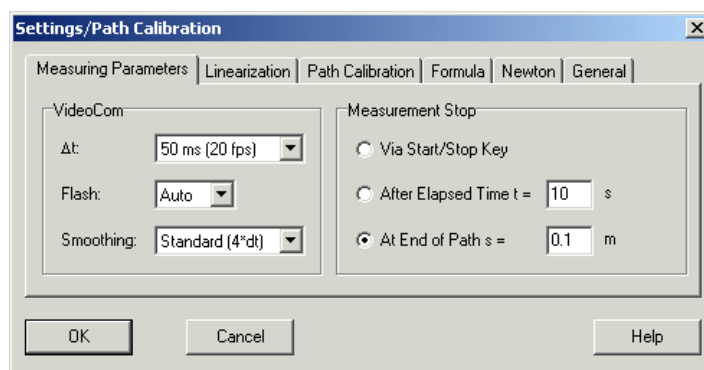 Settings/Path Calibration
Measuring Parameters Linearization Path Calibration Formula Newton General
VideoCom
Δt: 50 ms (20 fps)
Flash: Auto
Smoothing: Standard (4*dt)
Measurement Stop
Via Start/Stop Key
After Elapsed Time t = 10 s
At End of Path s = 0.1 m
OK Cancel Help